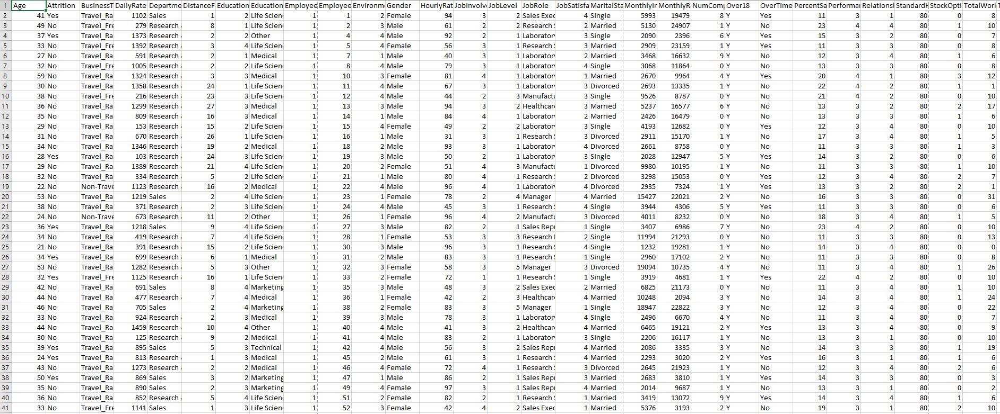 1 Age Attrition BusinessT DailyRate Departme DistanceF Education Education Employee Employee Environm Gender HourlyRat JobInvolv JobLevel JobRole JobSatisfa MaritalSta MonthlyIn MonthlyR NumComp Over18 OverTime PercentSa Performa Relations StandardH StockOpti TotalWork
2 41 Yes Travel_Ra 1102 Sales 1 2 Life Scien 1 1 2 Female 94 3 2 Sales Exec 4 Single 5993 19479 8 Y Yes 11 3 1 80 0 8
3 49 No Travel_Fre 279 Research 8 1 Life Scien 1 2 3 Male 61 2 2 Research 2 Married 5130 24907 1 Y No 23 4 4 80 1 10
4 37 Yes Travel_Ra 1373 Research 2 2 Other 1 4 4 Male 92 2 1 Laborator 3 Single 2090 2396 6 Y Yes 15 3 2 80 0 7
5 33 No Travel_Fre 1392 Research 3 4 Life Scien 1 5 4 Female 56 3 1 Research 3 Married 2909 23159 1 Y Yes 11 3 3 80 0 8
6 27 No Travel_Ra 591 Research 2 1 Medical 1 7 1 Male 40 3 1 Laborator 2 Married 3468 16632 9 Y No 12 3 4 80 1 6
7 32 No Travel_Fre 1005 Research 2 2 Life Scien 1 8 4 Male 79 3 1 Laborator 4 Single 3068 11864 0 Y No 13 3 3 80 0 8
8 59 No Travel_Ra 1324 Research 3 3 Medical 1 10 3 Female 81 4 1 Laborator 1 Married 2670 9964 4 Y Yes 20 4 1 80 3 12
9 30 No Travel_Ra 1358 Research 24 1 Life Scien 1 11 4 Male 67 3 1 Laborator 3 Divorced 2693 13335 1 Y No 22 4 2 80 1 1
10 38 No Travel_Fre 216 Research 23 3 Life Scien 1 12 4 Male 44 2 3 Manufactu 3 Single 9526 8787 0 Y No 21 4 2 80 0 10
11 36 No Travel_Ra 1299 Research 27 3 Medical 1 13 3 Male 94 3 2 Healthcar 3 Married 5237 16577 6 Y No 13 3 2 80 2 17
12 35 No Travel_Ra 809 Research 16 3 Medical 1 14 1 Male 84 4 1 Laborator 2 Married 2426 16479 0 Y No 13 3 3 80 1 6
13 29 No Travel_Ra 153 Research 15 2 Life Scien 1 15 4 Female 49 2 2 Laborator 3 Single 4193 12682 0 Y Yes 12 3 4 80 0 10
14 31 No Travel_Ra 670 Research 26 1 Life Scien 1 16 1 Male 31 3 1 Research 3 Divorced 2911 15170 1 Y No 17 3 4 80 1 5
15 34 No Travel_Ra 1346 Research 19 2 Medical 1 18 2 Male 93 3 1 Laborator 4 Divorced 2661 8758 0 Y No 11 3 3 80 1 3
16 28 Yes Travel_Ra 103 Research 24 3 Life Scien 1 19 3 Male 50 2 1 Laborator 3 Single 2028 12947 5 Y Yes 14 3 2 80 0 6
17 29 No Travel_Ra 1389 Research 21 4 Life Scien 1 20 2 Female 51 4 3 Manufactu 1 Divorced 9980 10195 1 Y No 11 3 3 80 1 10
18 32 No Travel_Ra 334 Research 5 2 Life Scien 1 21 1 Male 80 4 1 Research 2 Divorced 3298 15053 0 Y Yes 12 3 4 80 2 7
19 22 No Non-Trave 1123 Research 16 2 Medical 1 22 4 Male 96 4 1 Laborator 4 Divorced 2935 7324 1 Y Yes 13 3 2 80 2 1
20 53 No Travel_Ra 1219 Sales 2 4 Life Scien 1 23 1 Female 78 2 4 Manager 4 Married 15427 22021 2 Y No 16 3 3 80 0 31
21 38 No Travel_Ra 371 Research 2 3 Life Scien 1 24 4 Male 45 3 1 Research 4 Single 3944 4306 5 Y Yes 11 3 3 80 0 6
22 24 No Non-Trave 673 Research 11 2 Other 1 26 1 Female 96 4 2 Manufactu 3 Divorced 4011 8232 0 Y No 18 3 4 80 1 5
23 36 Yes Travel_Ra 1218 Sales 9 4 Life Scien 1 27 3 Male 82 2 1 Sales Repr 1 Single 3407 6986 7 Y No 23 4 2 80 0 10
24 34 No Travel_Ra 419 Research 7 4 Life Scien 1 28 1 Female 53 3 3 Research 2 Single 11994 21293 0 Y No 11 3 3 80 0 13
25 21 No Travel_Ra 391 Research 15 2 Life Scien 1 30 3 Male 96 3 1 Research 4 Single 1232 19281 1 Y No 14 3 4 80 0 0
26 34 Yes Travel_Ra 699 Research 6 1 Medical 1 31 2 Male 83 3 1 Research 1 Single 2960 17102 2 Y No 11 3 3 80 0 8
27 53 No Travel_Ra 1282 Research 5 3 Other 1 32 3 Female 58 3 5 Manager 3 Divorced 19094 10735 4 Y No 11 3 4 80 1 26
28 32 Yes Travel_Fre 1125 Research 16 1 Life Scien 1 33 2 Female 72 1 1 Research 1 Single 3919 4681 1 Y Yes 22 4 2 80 0 10
29 42 No Travel_Ra 691 Sales 8 4 Marketing 1 35 3 Male 48 3 2 Sales Exec 2 Married 6825 21173 0 Y No 11 3 4 80 1 10
30 44 No Travel_Ra 477 Research 7 4 Medical 1 36 1 Female 42 2 3 Healthcar 4 Married 10248 2094 3 Y No 14 3 4 80 1 24
31 46 No Travel_Ra 705 Sales 2 4 Marketing 1 38 2 Female 83 3 5 Manager 1 Single 18947 22822 3 Y No 12 3 4 80 0 22
32 33 No Travel_Ra 924 Research 2 3 Medical 1 39 3 Male 78 3 1 Laborator 4 Single 2496 6670 4 Y No 11 3 4 80 0 7
33 44 No Travel_Ra 1459 Research 10 4 Other 1 40 4 Male 41 3 2 Healthcar 4 Married 6465 19121 2 Y Yes 13 3 4 80 0 9
34 30 No Travel_Ra 125 Research 9 2 Medical 1 41 4 Male 83 2 1 Laborator 3 Single 2206 16117 1 Y No 13 3 1 80 0 10
35 39 Yes Travel_Ra 895 Sales 5 3 Technical 1 42 4 Male 56 3 2 Sales Repr 4 Married 2086 3335 3 Y No 14 3 3 80 1 19
36 24 Yes Travel_Ra 813 Research 1 3 Medical 1 45 2 Male 61 3 1 Research 4 Married 2293 3020 2 Y Yes 16 3 1 80 1 6
37 43 No Travel_Ra 1273 Research 2 2 Medical 1 46 4 Female 72 4 1 Research 3 Divorced 2645 21923 1 Y No 12 3 4 80 2 6
38 50 Yes Travel_Ra 869 Sales 3 2 Marketing 1 47 1 Male 86 2 1 Sales Repr 3 Married 2683 3810 1 Y Yes 14 3 3 80 0 3
39 35 No Travel_Ra 890 Sales 2 3 Marketing 1 49 4 Female 97 3 1 Sales Repr 4 Married 2014 9687 1 Y No 13 3 1 80 0 2
40 36 No Travel_Ra 852 Research 5 4 Life Scien 1 51 2 Female 82 2 1 Research 1 Married 3419 13072 9 Y Yes 14 3 4 80 1 6
41 33 No Travel_Fre 1141 Sales 1 3 Life Scien 1 52 3 Female 42 4 2 Sales Exec 1 Married 5376 3193 2 Y No 19 3 1 80 2 10